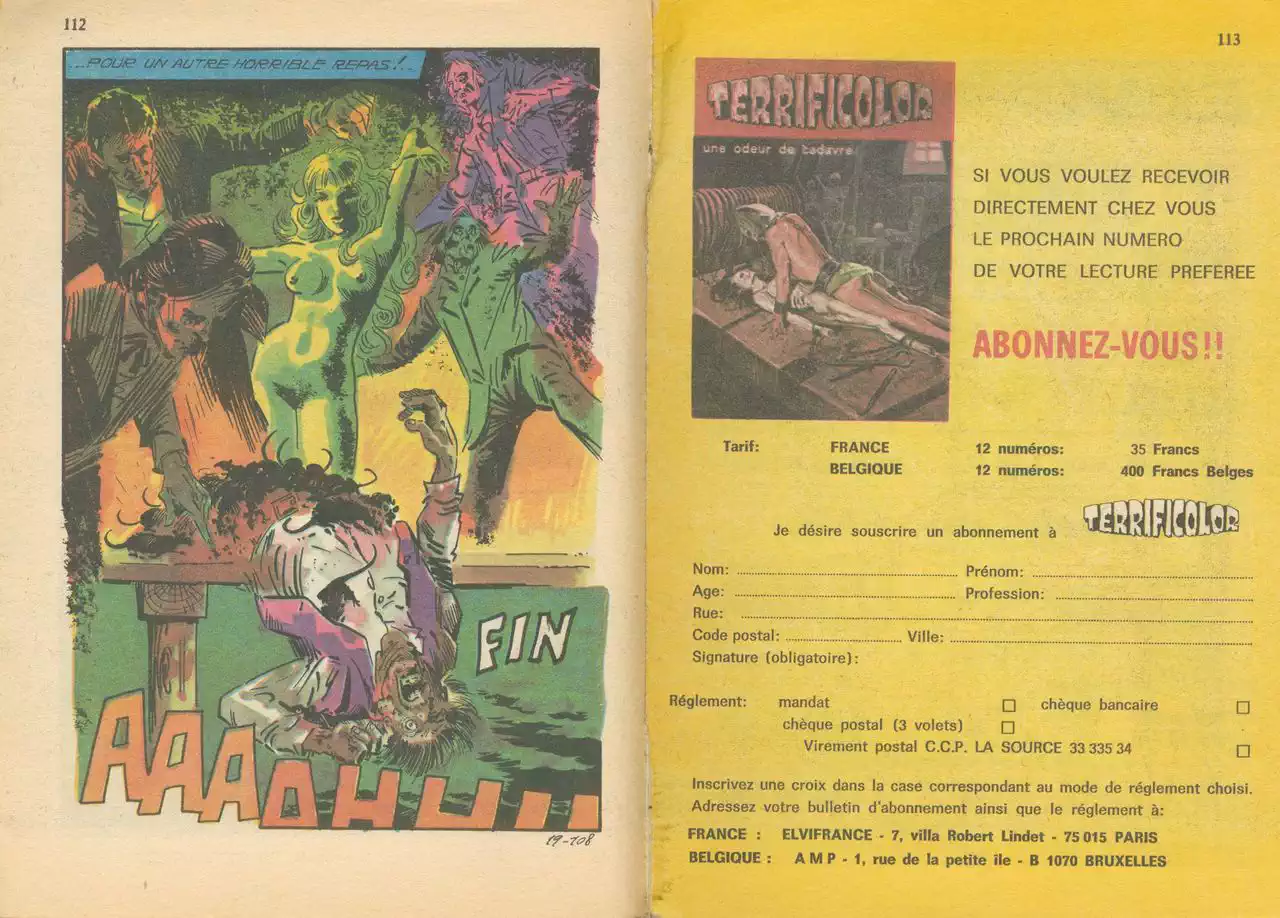 112
...POUR UN AUTRE HORRIBLE REPAS!..
FIN
AAAAHHH!!
19-108
113
TERRIFICOLOR
une odeur de cadavre
SI VOUS VOULEZ RECEVOIR
DIRECTEMENT CHEZ VOUS
LE PROCHAIN NUMERO
DE VOTRE LECTURE PREFEREE
ABONNEZ-VOUS!!
Tarif: FRANCE 12 numéros: 35 Francs
BELGIQUE 12 numéros: 400 Francs Belges
Je désire souscrire un abonnement à TERRIFICOLOR
Nom: Prénom:
Age: Profession:
Rue:
Code postal: Ville:
Signature (obligatoire):
Réglement: mandat chèque bancaire
chèque postal (3 volets)
Virement postal C.C.P. LA SOURCE 33 335 34
Inscrivez une croix dans la case correspondant au mode de réglement choisi.
Adressez votre bulletin d'abonnement ainsi que le réglement à:
FRANCE : ELVIFRANCE - 7, villa Robert Lindet - 75 015 PARIS
BELGIQUE : A M P - 1, rue de la petite île - B 1070 BRUXELLES